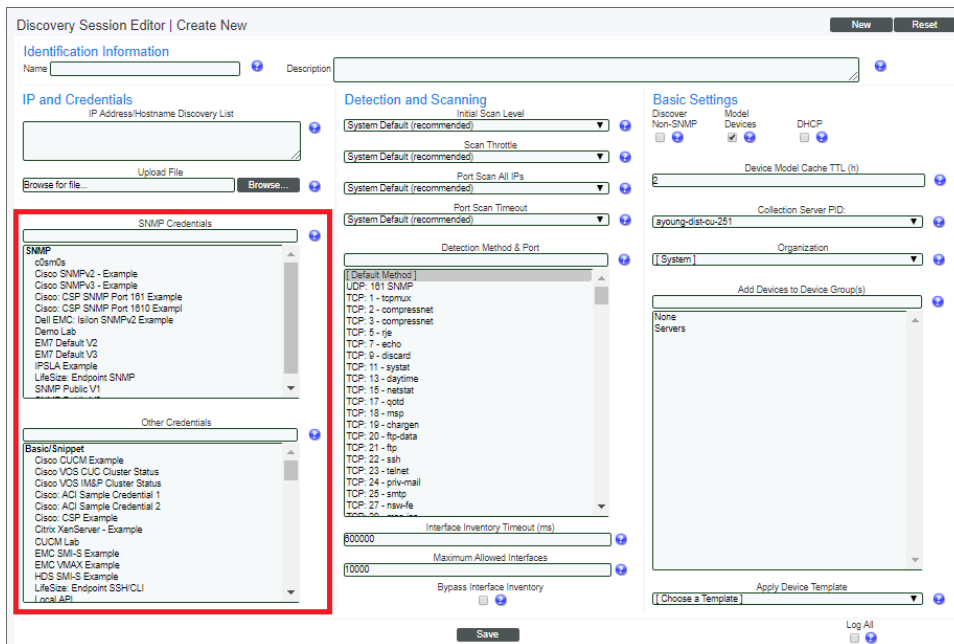 Discovery Session Editor | Create New
New
Reset
Identification Information
Name
Description
IP and Credentials
IP Address/Hostname Discovery List
Upload File
Browse for file...
Browse...
SNMP Credentials
SNMP
c0sm0s
Cisco SNMPv2 - Example
Cisco SNMPv3 - Example
Cisco: CSP SNMP Port 161 Example
Cisco: CSP SNMP Port 1610 Exampl
Dell EMC: Isilon SNMPv2 Example
Demo Lab
EM7 Default V2
EM7 Default V3
IPSLA Example
LifeSize: Endpoint SNMP
SNMP Public V1
Other Credentials
Basic/Snippet
Cisco CUCM Example
Cisco VOS CUC Cluster Status
Cisco VOS IM&P Cluster Status
Cisco: ACI Sample Credential 1
Cisco: ACI Sample Credential 2
Cisco: CSP Example
Citrix XenServer - Example
CUCM Lab
EMC SMI-S Example
EMC VMAX Example
HDS SMI-S Example
LifeSize: Endpoint SSH/CLI
Local API
Detection and Scanning
Initial Scan Level
System Default (recommended)
Scan Throttle
System Default (recommended)
Port Scan All IPs
System Default (recommended)
Port Scan Timeout
System Default (recommended)
Detection Method & Port
[ Default Method ]
UDP: 161 SNMP
TCP: 1 - tcpmux
TCP: 2 - compressnet
TCP: 3 - compressnet
TCP: 5 - rje
TCP: 7 - echo
TCP: 9 - discard
TCP: 11 - systat
TCP: 13 - daytime
TCP: 15 - netstat
TCP: 17 - qotd
TCP: 18 - msp
TCP: 19 - chargen
TCP: 20 - ftp-data
TCP: 21 - ftp
TCP: 22 - ssh
TCP: 23 - telnet
TCP: 24 - priv-mail
TCP: 25 - smtp
TCP: 27 - nsw-fe
Interface Inventory Timeout (ms)
600000
Maximum Allowed Interfaces
10000
Bypass Interface Inventory
Basic Settings
Discover Non-SNMP
Model Devices
DHCP
Device Model Cache TTL (h)
2
Collection Server PID:
ayoung-dist-cu-251
Organization
[ System ]
Add Devices to Device Group(s)
None
Servers
Apply Device Template
[ Choose a Template ]
Save
Log All